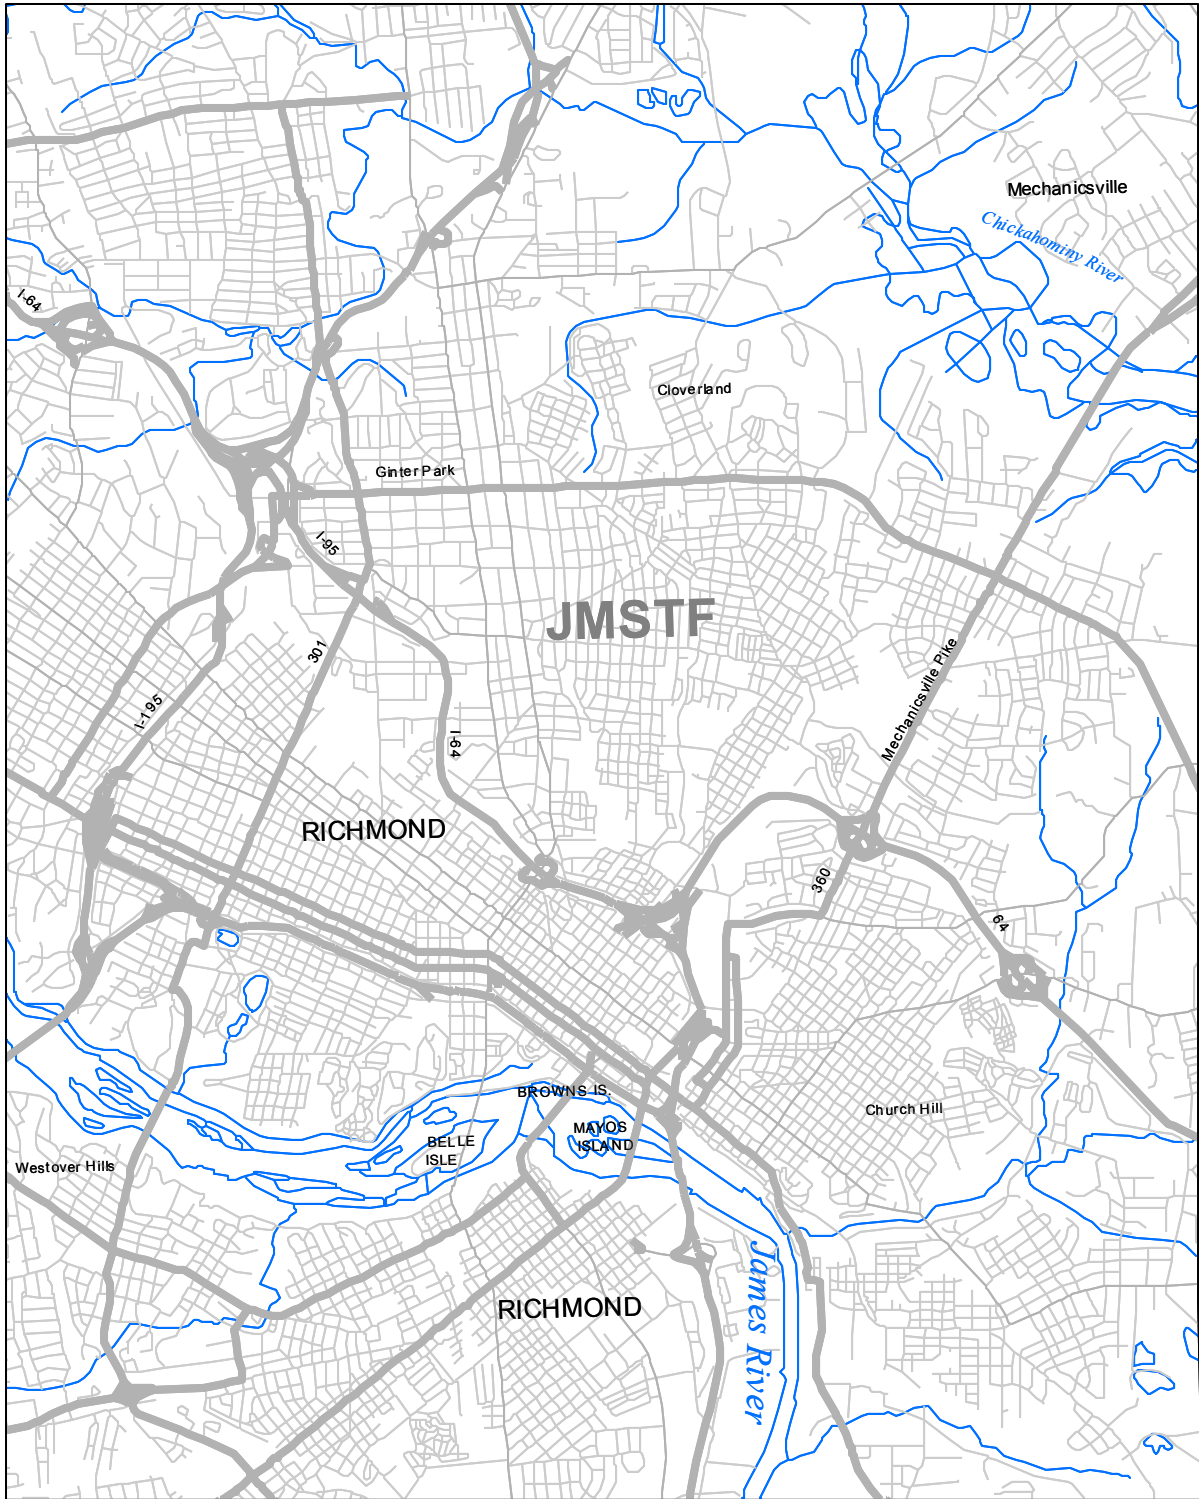 Mechanicsville
Chickahominy River
I-64
Cloverland
Ginter Park
I-95
JMSTF
301
Mechanicsville Pike
I-195
I-64
RICHMOND
360
64
BROWNS IS.
Church Hill
MAYOS
ISLAND
BELLE
ISLE
Westover Hills
James River
RICHMOND